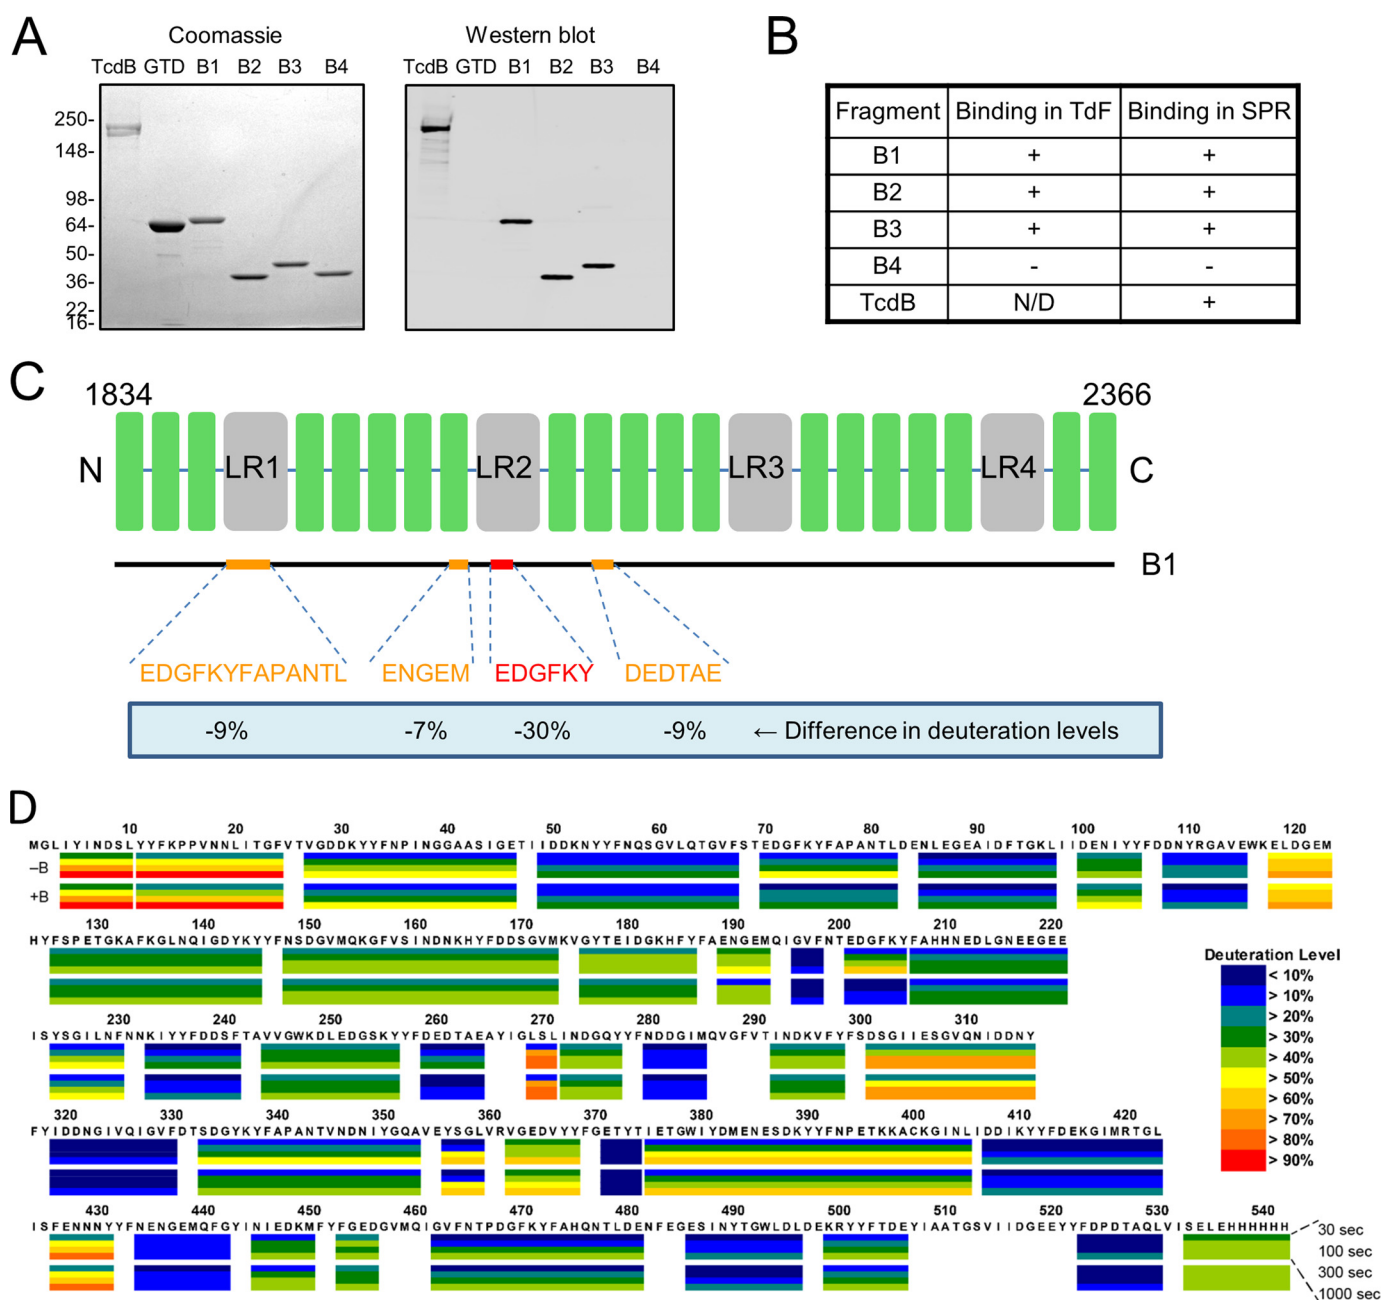 A
Coomassie
Western blot
TcdB GTD B1 B2 B3 B4
TcdB GTD B1 B2 B3 B4
250-
148-
98-
64-
50-
36-
22-
16-
B
Fragment Binding in TdF Binding in SPR
B1 + +
B2 + +
B3 + +
B4 - -
TcdB N/D +
C
1834 2366
N LR1 LR2 LR3 LR4 C
B1
EDGFKYFAPANTL ENGEM EDGFKY DEDTAE
-9% -7% -30% -9% ← Difference in deuteration levels
D
10 20 30 40 50 60 70 80 90 100 110 120
MGLIYINDSLYYFKPPVNNLITGFVTVGDDKYYFNPINGGAASIGETIIDDKNYYFNQSGVLQTGVFSTEDGFKYFAPANTLDENLEGEAIDFTGKLIIDENIYYFDDNYRGAVEWKELDGEM
–B
+B
130 140 150 160 170 180 190 200 210 220
HYFSPETGKAFKGLNQIGDYKYYFNSDGVMQKGFVSINDNKHYFDDSGVMKVGYTEIDGKHFYFAENGEMQIGVFNTEDGFKYFAHHNEDLGNEEGEE
230 240 250 260 270 280 290 300 310
ISYSGILNFNNKIYYFDDSFTAVVGWKDLEDGSKYYFDEDTAEAYIGLSLINDGQYYFNDDGIMQVGFVTINDKVFYFSDSGIIESGVQNIDDNY
320 330 340 350 360 370 380 390 400 410 420
FYIDDNGIVQIGVFDTSDGYKYFAPANTVNDNIYGQAVEYSGLVRVGEDVYYFGETYTIETGWIYDMENESDKYYFNPETKKACKGINLIDDIKYYFDEKGIMRTGL
430 440 450 460 470 480 490 500 510 520 530 540
ISFENNNYYFNENGEMQFGYINIEDKMFYFGEDGVMQIGVFNTPDGFKYFAHQNTLDENFEGESINYTGWLDLDEKRYYFTDEYIAATGSVIIDGEEYYFDPDTAQLVISELEHHHHHH
Deuteration Level
< 10%
> 10%
> 20%
> 30%
> 40%
> 50%
> 60%
> 70%
> 80%
> 90%
30 sec
100 sec
300 sec
1000 sec